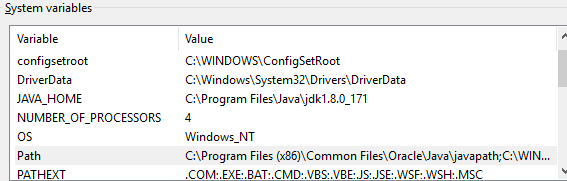 System variables
Variable Value
configsetroot C:\WINDOWS\ConfigSetRoot
DriverData C:\Windows\System32\Drivers\DriverData
JAVA_HOME C:\Program Files\Java\jdk1.8.0_171
NUMBER_OF_PROCESSORS 4
OS Windows_NT
Path C:\Program Files (x86)\Common Files\Oracle\Java\javapath;C:\WIN...
PATHEXT .COM;.EXE;.BAT;.CMD;.VBS;.VBE;.JS;.JSE;.WSF;.WSH;.MSC